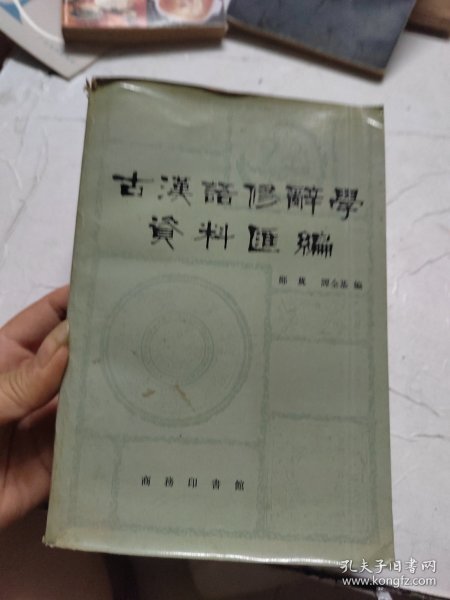 古漢語修辭學
資料匯編
鄭奠 譚全基 編
商務印書館
孔夫子旧书网
www.kongfz.com